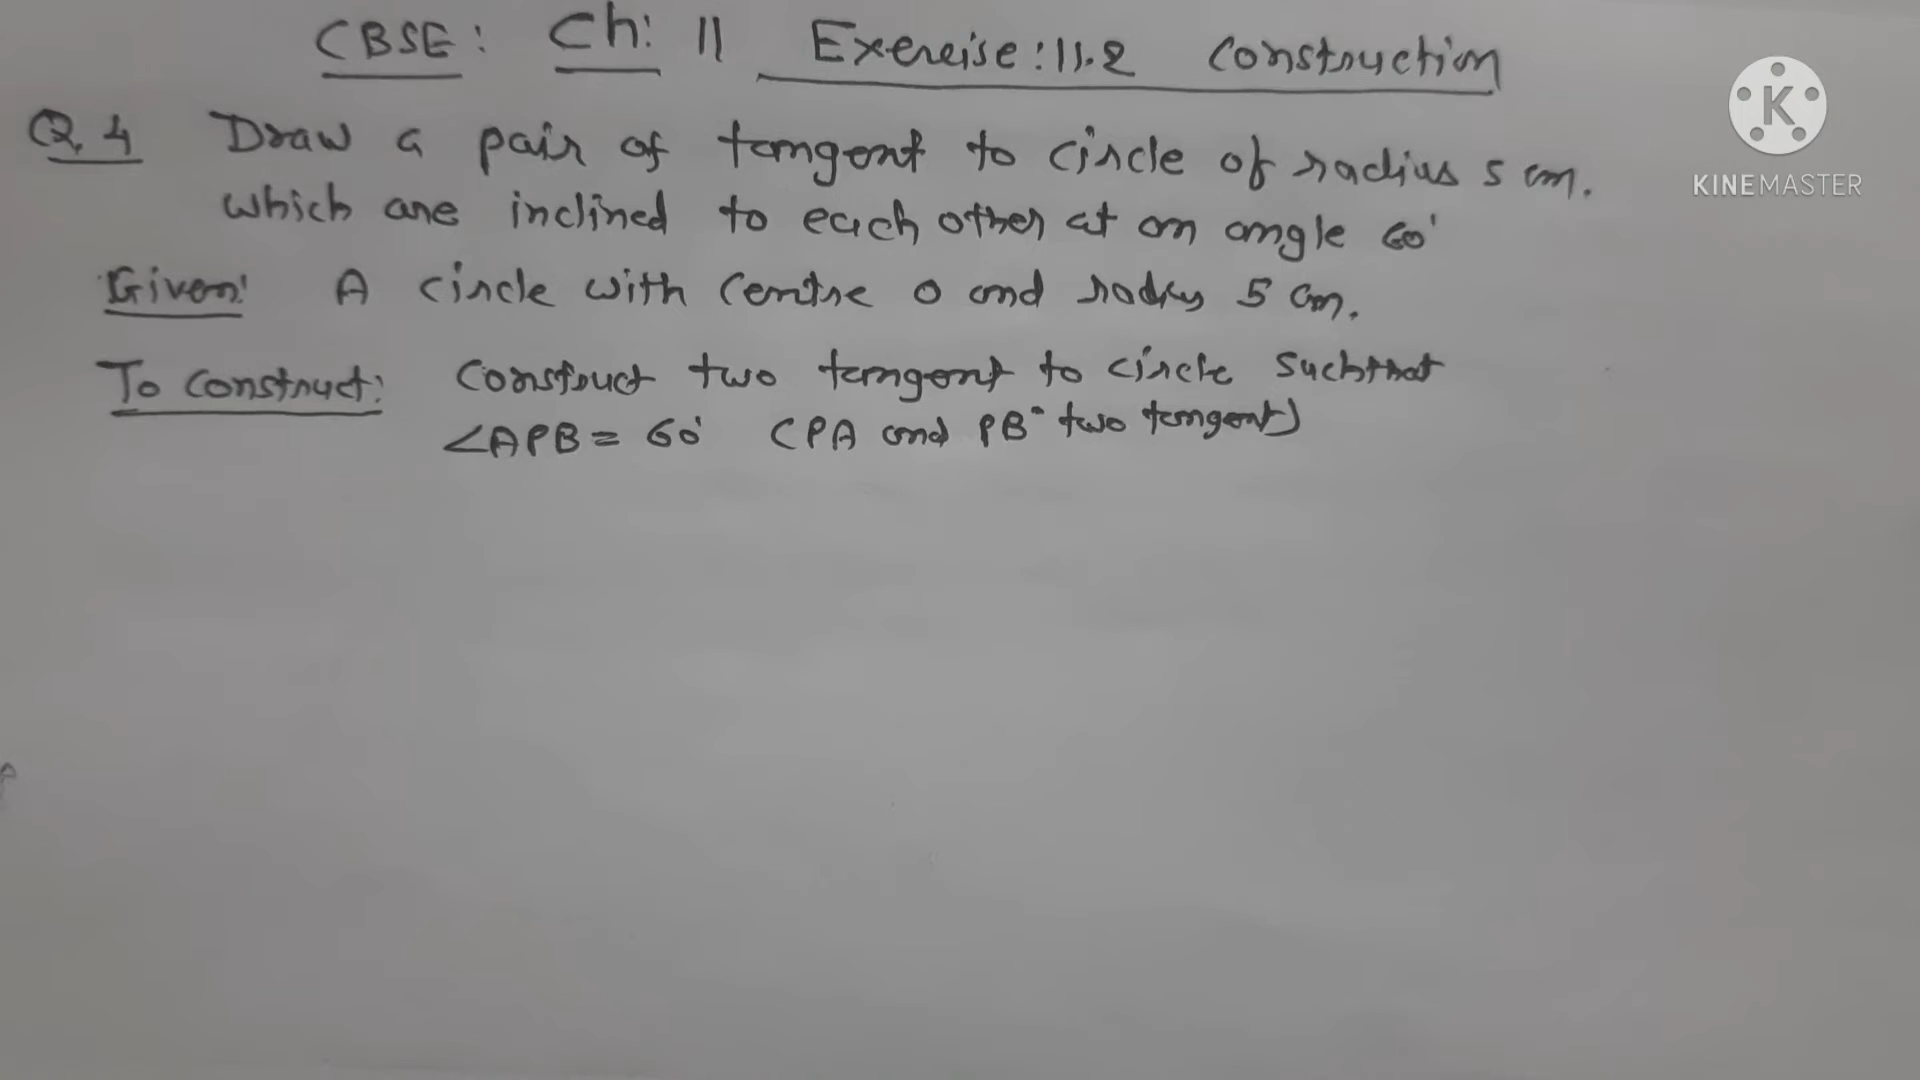 CBSE: Ch: 11 Exercise: 11.2 Construction
Q.4 Draw a pair of tangent to circle of radius 5 cm.
which are inclined to each other at an angle 60°
Given: A circle with centre O and radius 5 cm.
To construct: Construct two tangent to circle such that
∠APB = 60° (PA and PB two tangent)
K
KINEMASTER